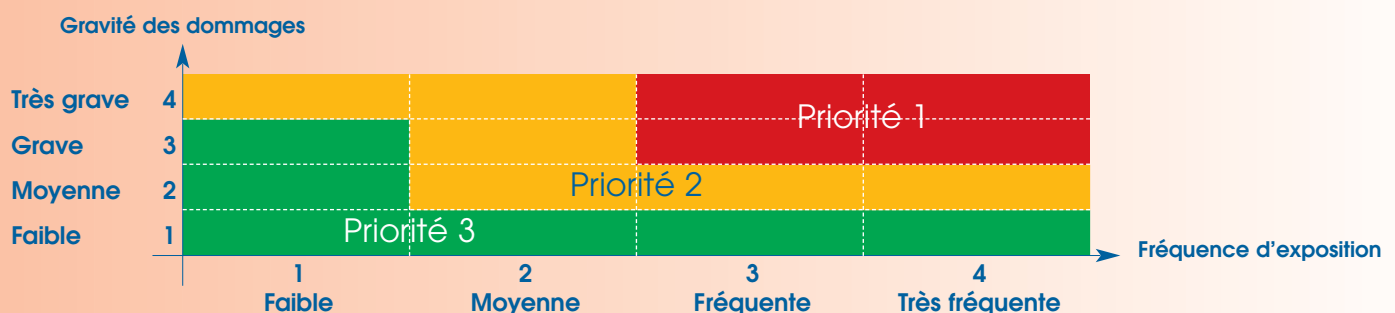 Gravité des dommages
Très grave 4
Priorité 1
Grave 3
Moyenne 2
Priorité 2
Faible 1
Priorité 3
Fréquence d’exposition
1 2 3 4
Faible Moyenne Fréquente Très fréquente